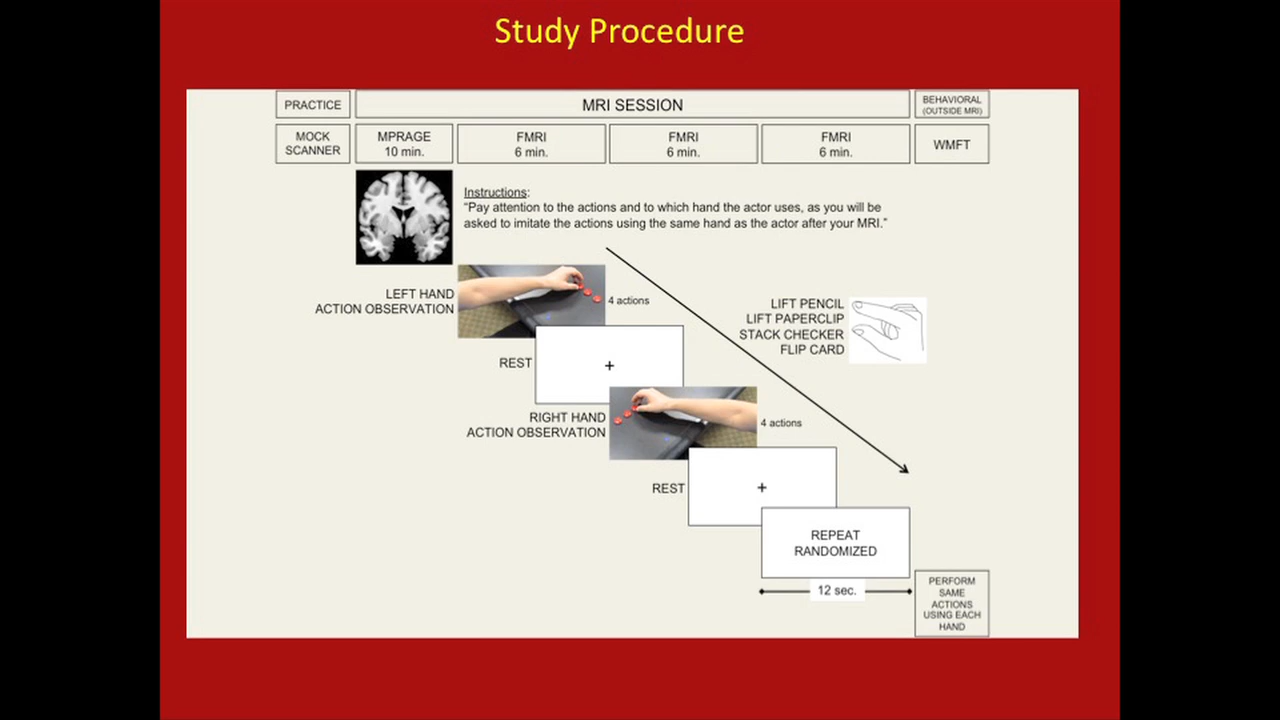 Study Procedure
PRACTICE
MRI SESSION
BEHAVIORAL
(OUTSIDE MRI)
MOCK
SCANNER
MPRAGE
10 min.
FMRI
6 min.
FMRI
6 min.
FMRI
6 min.
WMFT
Instructions:
“Pay attention to the actions and to which hand the actor uses, as you will be
asked to imitate the actions using the same hand as the actor after your MRI.”
LEFT HAND
ACTION OBSERVATION
4 actions
LIFT PENCIL
LIFT PAPERCLIP
STACK CHECKER
FLIP CARD
REST
+
RIGHT HAND
ACTION OBSERVATION
4 actions
REST
+
REPEAT
RANDOMIZED
12 sec.
PERFORM
SAME
ACTIONS
USING EACH
HAND